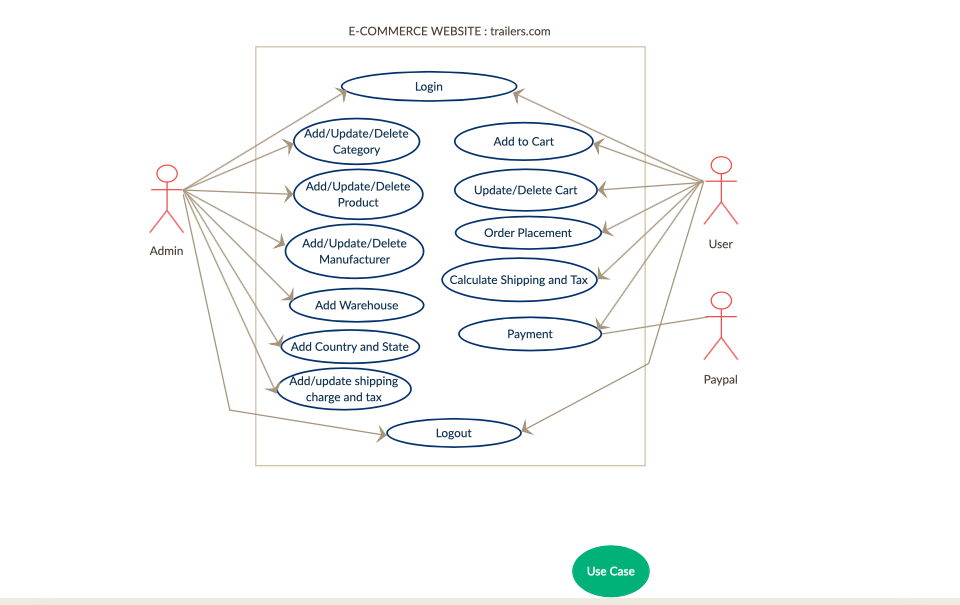 E-COMMERCE WEBSITE : trailers.com
Login
Add/Update/Delete
Category
Add to Cart
Add/Update/Delete
Product
Update/Delete Cart
Admin
User
Order Placement
Add/Update/Delete
Manufacturer
Calculate Shipping and Tax
Add Warehouse
Payment
Add Country and State
Paypal
Add/update shipping
charge and tax
Logout
Use Case